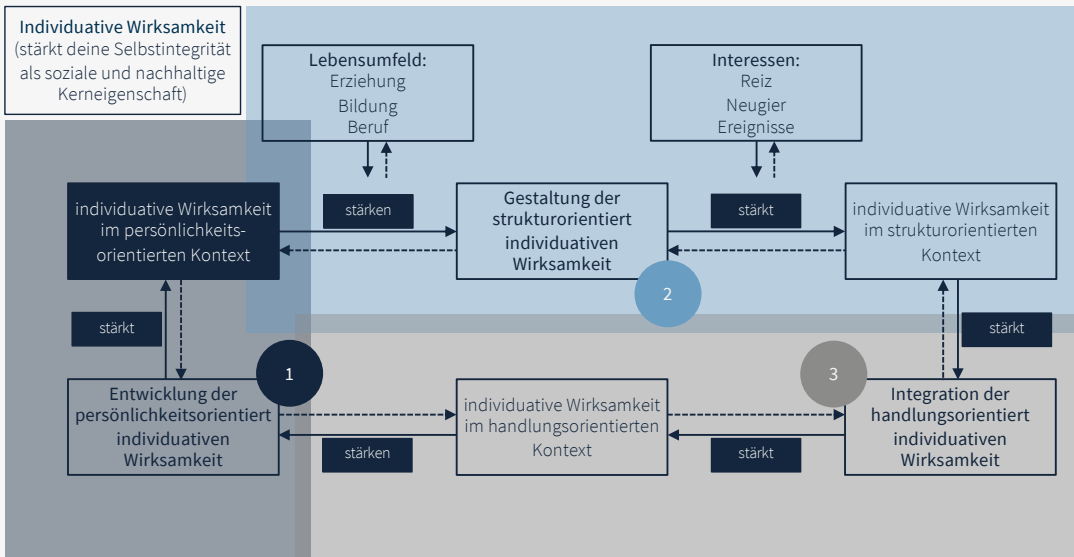 Individuative Wirksamkeit
(stärkt deine Selbstintegrität
als soziale und nachhaltige
Kerneigenschaft)
Lebensumfeld:
Erziehung
Bildung
Beruf
Interessen:
Reiz
Neugier
Ereignisse
individuative Wirksamkeit
im persönlichkeits-
orientierten Kontext
stärken
Gestaltung der
strukturorientiert
individuativen
Wirksamkeit
stärkt
individuative Wirksamkeit
im strukturorientierten
Kontext
2
stärkt
stärkt
1
3
Entwicklung der
persönlichkeitsorientiert
individuativen
Wirksamkeit
stärken
individuative Wirksamkeit
im handlungsorientierten
Kontext
stärkt
Integration der
handlungsorientiert
individuativen
Wirksamkeit